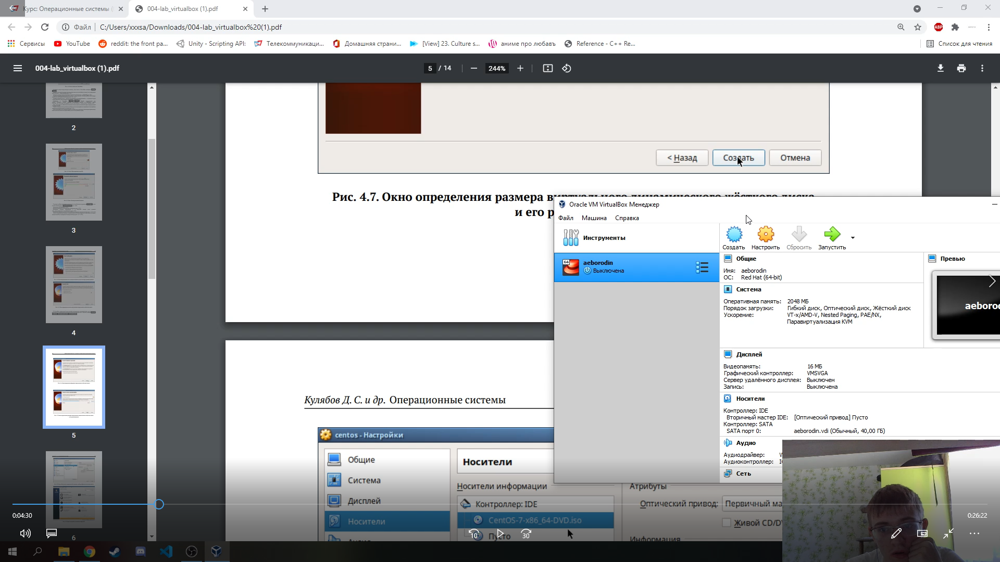 Курс: Операционные системы (
004-lab_virtualbox (1).pdf
Файл
C:/Users/xxxsa/Downloads/004-lab_virtualbox%20(1).pdf
ABP
Сервисы
YouTube
reddit: the front pa...
Unity - Scripting API:
Телекоммуникаци...
Домашняя страни...
[View] 23. Culture s...
аниме про любавъ
Reference - C++ Re...
Список для чтения
004-lab_virtualbox (1).pdf
5 / 14
244%
2
3
4
5
6
< Назад
Создать
Отмена
Рис. 4.7. Окно определения размера виртуального динамического жёсткого диска
и его р
Кулябов Д. С. и др. Операционные системы
centos - Настройки
Общие
Система
Дисплей
Носители
Носители
Носители информации
Контроллер: IDE
CentOS-7-x86_64-DVD.iso
Пусто
Атрибуты
Оптический привод:
Первичный ма
Живой CD/D
Информация
Oracle VM VirtualBox Менеджер
Файл
Машина
Справка
Инструменты
Создать
Настроить
Сбросить
Запустить
64
aeborodin
Выключена
Общие
Имя: aeborodin
ОС: Red Hat (64-bit)
Превью
aeborod
Система
Оперативная память: 2048 МБ
Порядок загрузки: Гибкий диск, Оптический диск, Жёсткий диск
Ускорение: VT-x/AMD-V, Nested Paging, PAE/NX,
Паравиртуализация KVM
Дисплей
Видеопамять: 16 МБ
Графический контроллер: VMSVGA
Сервер удалённого дисплея: Выключен
Запись: Выключена
Носители
Контроллер: IDE
Вторичный мастер IDE: [Оптический привод] Пусто
Контроллер: SATA
SATA порт 0: aeborodin.vdi (Обычный, 40,00 ГБ)
Аудио
Аудиодрайвер:
Аудиоконтроллер:
Сеть
0:04:30
0:26:22
10
30